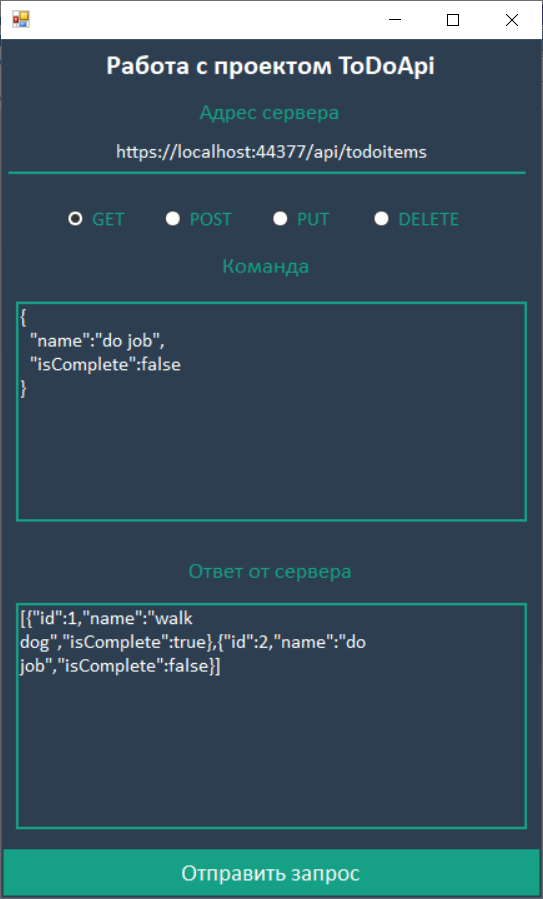 Работа с проектом ToDoApi
Адрес сервера
https://localhost:44377/api/todoitems
GET POST PUT DELETE
Команда
{
"name":"do job",
"isComplete":false
}
Ответ от сервера
[{"id":1,"name":"walk
dog","isComplete":true},{"id":2,"name":"do
job","isComplete":false}]
Отправить запрос